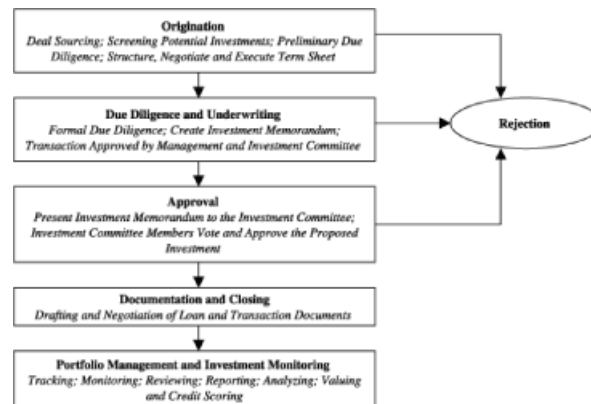 Origination
Deal Sourcing; Screening Potential Investments; Preliminary Due
Diligence; Structure, Negotiate and Execute Term Sheet
Due Diligence and Underwriting
Formal Due Diligence; Create Investment Memorandum;
Transaction Approved by Management and Investment Committee
Rejection
Approval
Present Investment Memorandum to the Investment Committee;
Investment Committee Members Vote and Approve the Proposed
Investment
Documentation and Closing
Drafting and Negotiation of Loan and Transaction Documents
Portfolio Management and Investment Monitoring
Tracking; Monitoring; Reviewing; Reporting; Analyzing; Valuing
and Credit Scoring